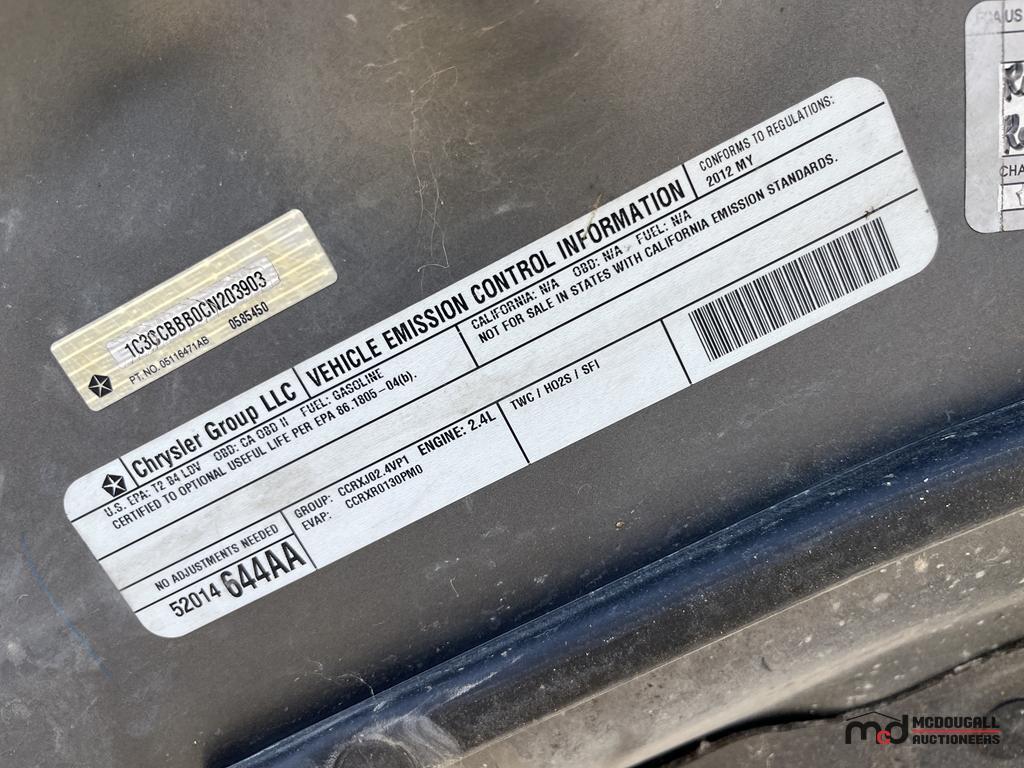 1C3CCBBB0CN203903
PT. NO. 05116471AB 0585450
Chrysler Group LLC VEHICLE EMISSION CONTROL INFORMATION CONFORMS TO REGULATIONS:
2012 MY
U.S. EPA: T2 B4 LDV OBD: CA OBD II FUEL: GASOLINE
CERTIFIED TO OPTIONAL USEFUL LIFE PER EPA 86.1805-04(b).
CALIFORNIA: N/A OBD: N/A FUEL: N/A
NOT FOR SALE IN STATES WITH CALIFORNIA EMISSION STANDARDS.
NO ADJUSTMENTS NEEDED
52014 644AA
GROUP: CCRXJ02.4VP1 ENGINE: 2.4L
EVAP: CCRXR0130PM0
TWC / HO2S / SFI
US
CHA
mcd MCDOUGALL
AUCTIONEERS